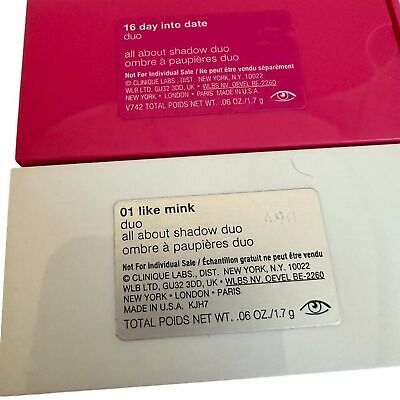 16 day into date
duo
all about shadow duo
ombre à paupières duo
Not For Individual Sale / Ne peut être vendu séparément
© CLINIQUE LABS., DIST. NEW YORK, N.Y. 10022
WLB LTD, GU32 3DD, UK • WLBS NV. OEVEL BE-2260
NEW YORK • LONDON • PARIS. MADE IN U.S.A.
V742 TOTAL POIDS NET WT. .06 OZ./1.7 g
01 like mink
duo
all about shadow duo
ombre à paupières duo
Not For Individual Sale / Échantillon gratuit ne peut être vendu
© CLINIQUE LABS., DIST. NEW YORK, N.Y. 10022
WLB LTD, GU32 3DD, UK • WLBS NV. OEVEL BE-2260
NEW YORK • LONDON • PARIS
MADE IN U.S.A. KJH7
TOTAL POIDS NET WT. .06 OZ./1.7 g